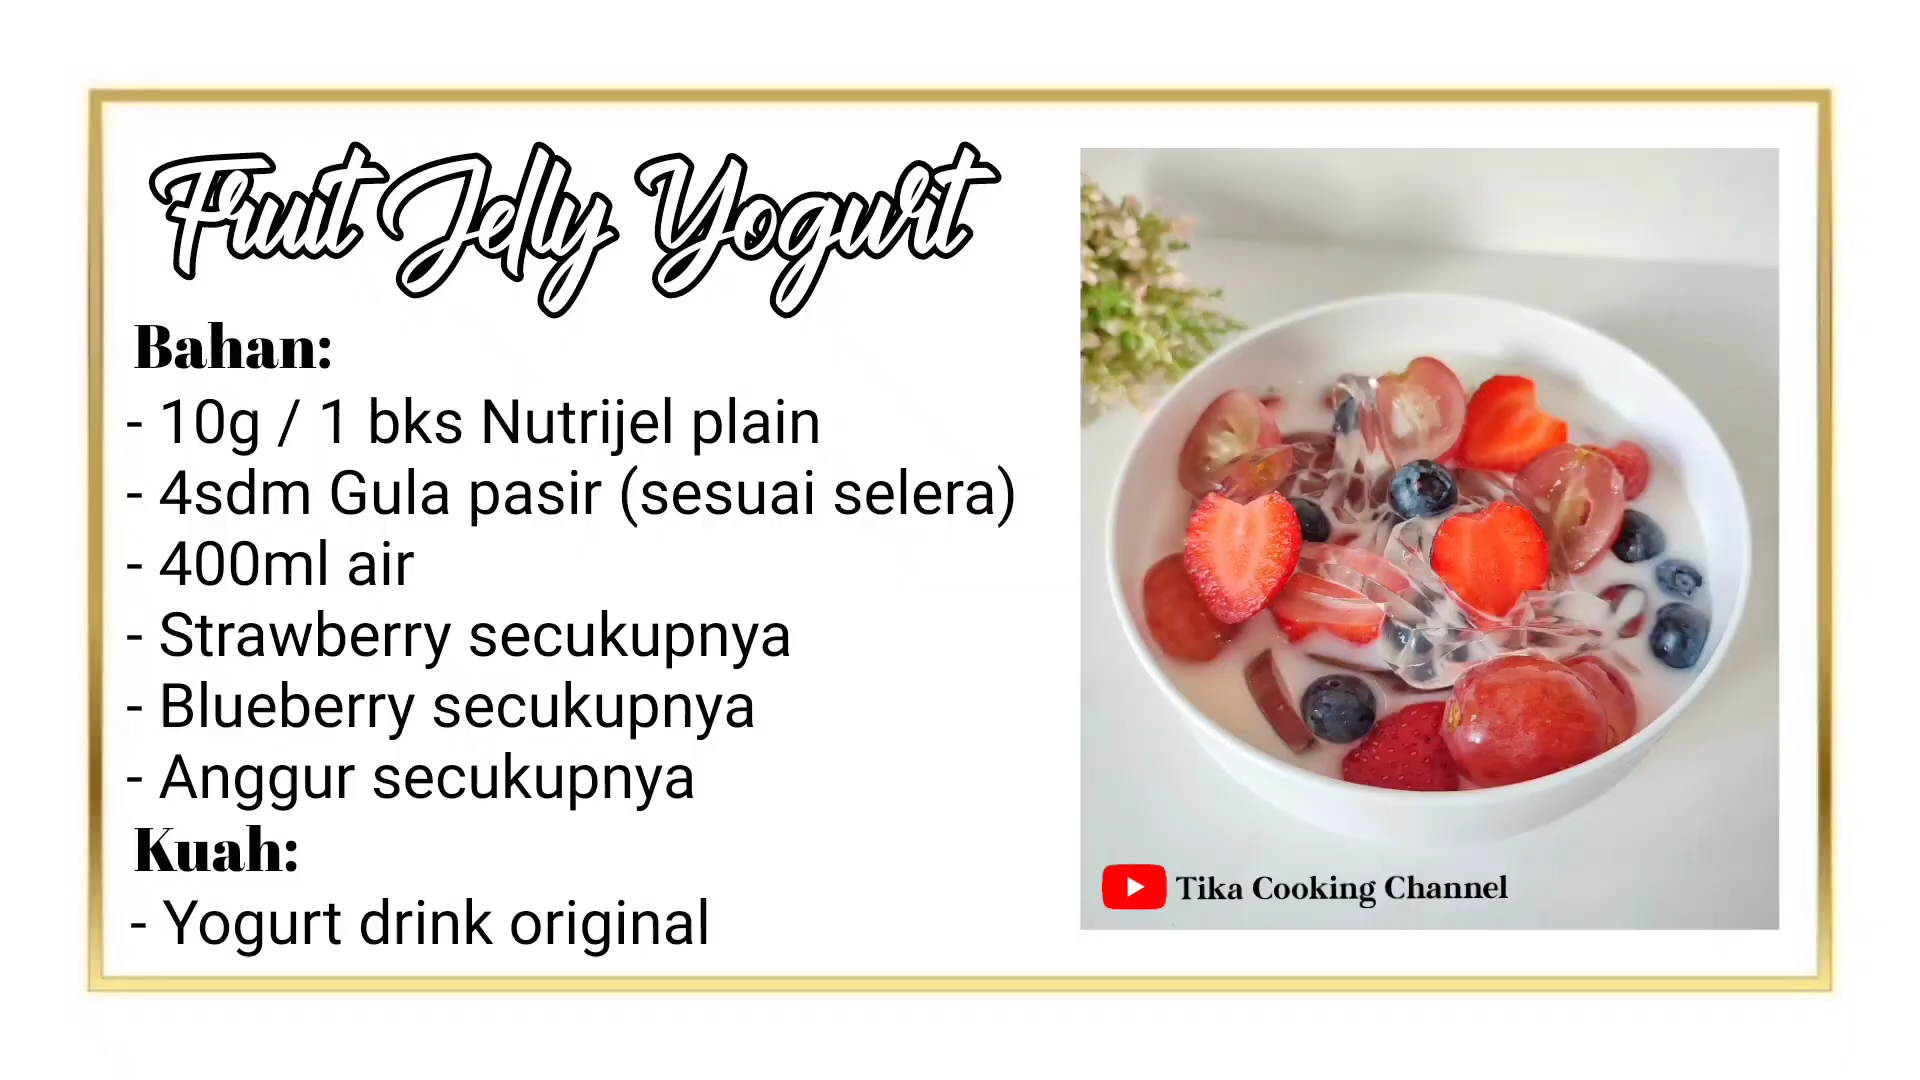 Fruit Jelly Yogurt
Bahan:
- 10g / 1 bks Nutrijel plain
- 4sdm Gula pasir (sesuai selera)
- 400ml air
- Strawberry secukupnya
- Blueberry secukupnya
- Anggur secukupnya
Kuah:
- Yogurt drink original
Tika Cooking Channel